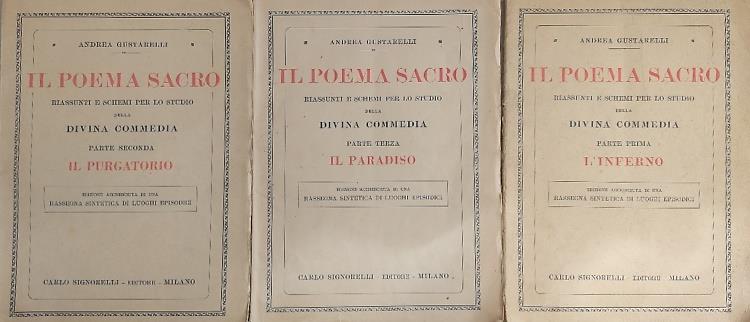 ANDREA GUSTARELLI
IL POEMA SACRO
RIASSUNTI E SCHEMI PER LO STUDIO
DELLA
DIVINA COMMEDIA
PARTE SECONDA
IL PURGATORIO
EDIZIONE ACCRESCIUTA DI UNA
RASSEGNA SINTETICA DI LUOGHI EPISODICI
CARLO SIGNORELLI - EDITORE - MILANO
ANDREA GUSTARELLI
IL POEMA SACRO
RIASSUNTI E SCHEMI PER LO STUDIO
DELLA
DIVINA COMMEDIA
PARTE TERZA
IL PARADISO
EDIZIONE ACCRESCIUTA DI UNA
RASSEGNA SINTETICA DI LUOGHI EPISODICI
CARLO SIGNORELLI - EDITORE - MILANO
ANDREA GUSTARELLI
IL POEMA SACRO
RIASSUNTI E SCHEMI PER LO STUDIO
DELLA
DIVINA COMMEDIA
PARTE PRIMA
L'INFERNO
EDIZIONE ACCRESCIUTA DI UNA
RASSEGNA SINTETICA DI LUOGHI EPISODICI
CARLO SIGNORELLI - EDITORE - MILANO